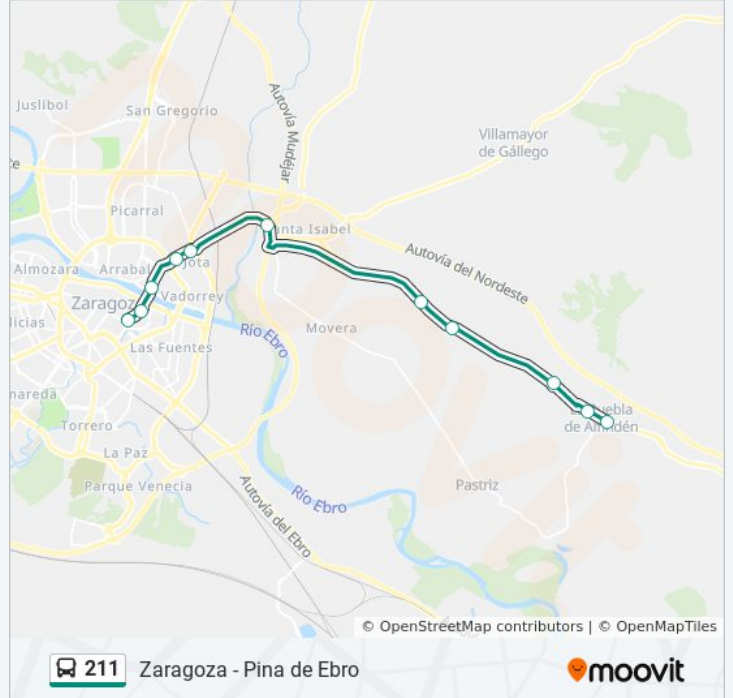 Juslibol
San Gregorio
Autovía Mudéjar
Villamayor
de Gállego
Picarral
Santa Isabel
Autovía del Nordeste
Almozara
Arrabal
Jota
Zaragoza
Vadorrey
Río Ebro
Movera
Las Fuentes
Torrero
La Puebla
de Alfindén
La Paz
Parque Venecia
Pastriz
Río Ebro
Autovía del Ebro
© OpenStreetMap contributors | © OpenMapTiles
211 Zaragoza - Pina de Ebro
moovit